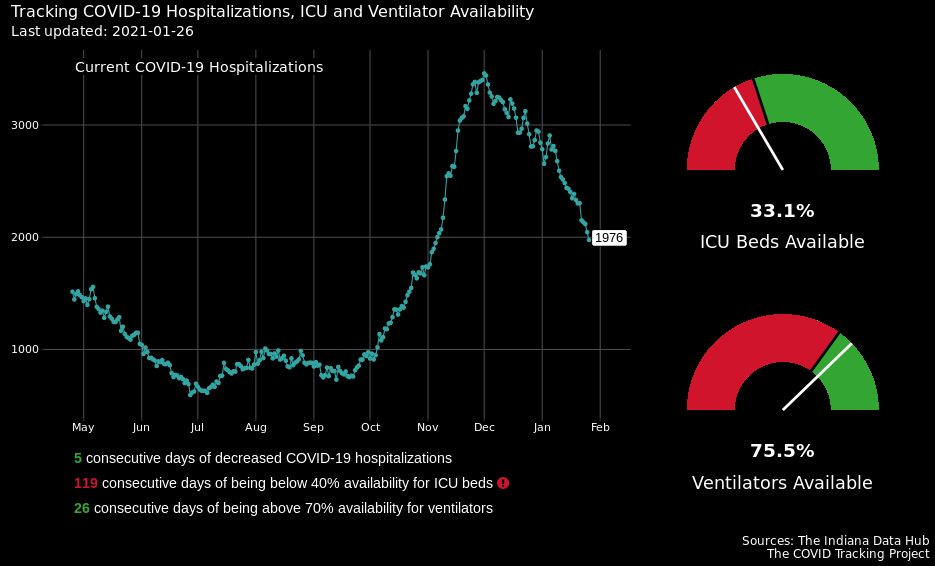 Tracking COVID-19 Hospitalizations, ICU and Ventilator Availability
Last updated: 2021-01-26
Current COVID-19 Hospitalizations
3000
2000
1000
1976
May Jun Jul Aug Sep Oct Nov Dec Jan Feb
33.1%
ICU Beds Available
75.5%
Ventilators Available
5 consecutive days of decreased COVID-19 hospitalizations
119 consecutive days of being below 40% availability for ICU beds !
26 consecutive days of being above 70% availability for ventilators
Sources: The Indiana Data Hub
The COVID Tracking Project